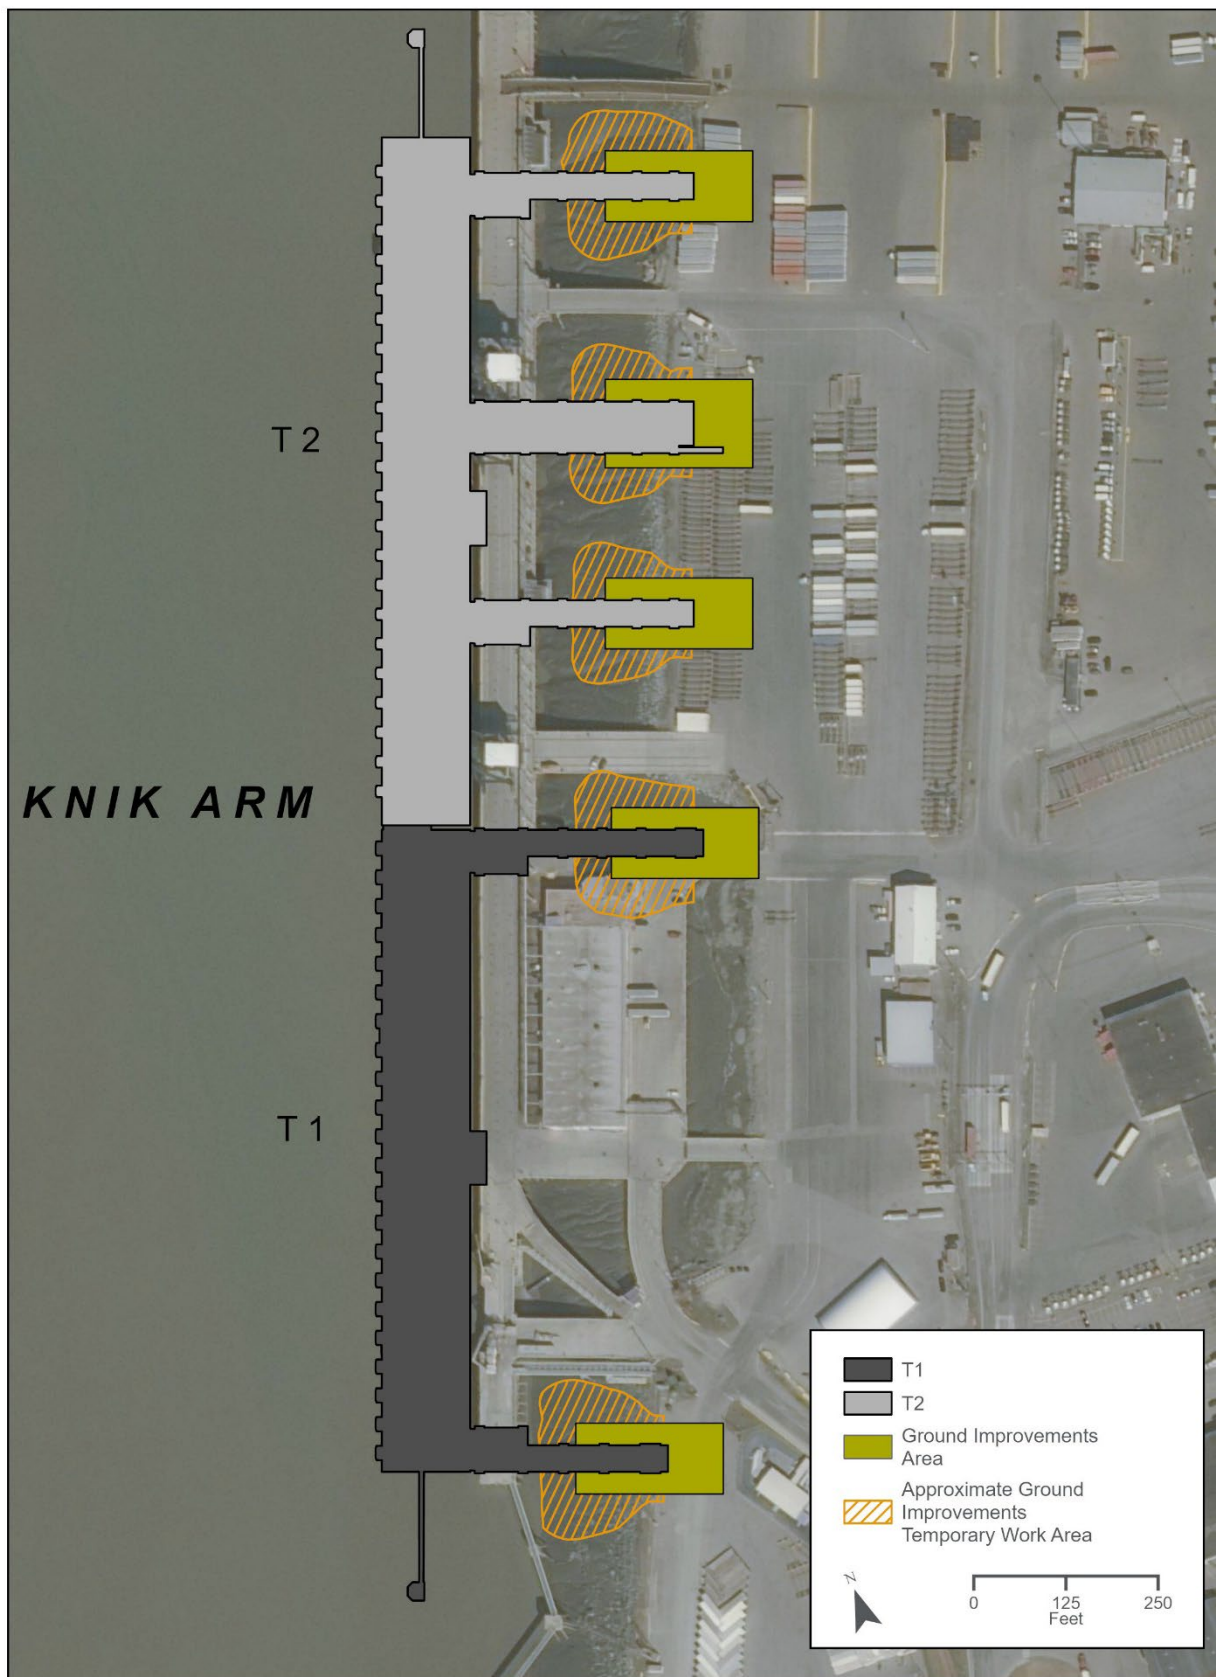 T 2
KNIK ARM
T 1
T1
T2
Ground Improvements
Area
Approximate Ground
Improvements
Temporary Work Area
N
0 125 250
Feet